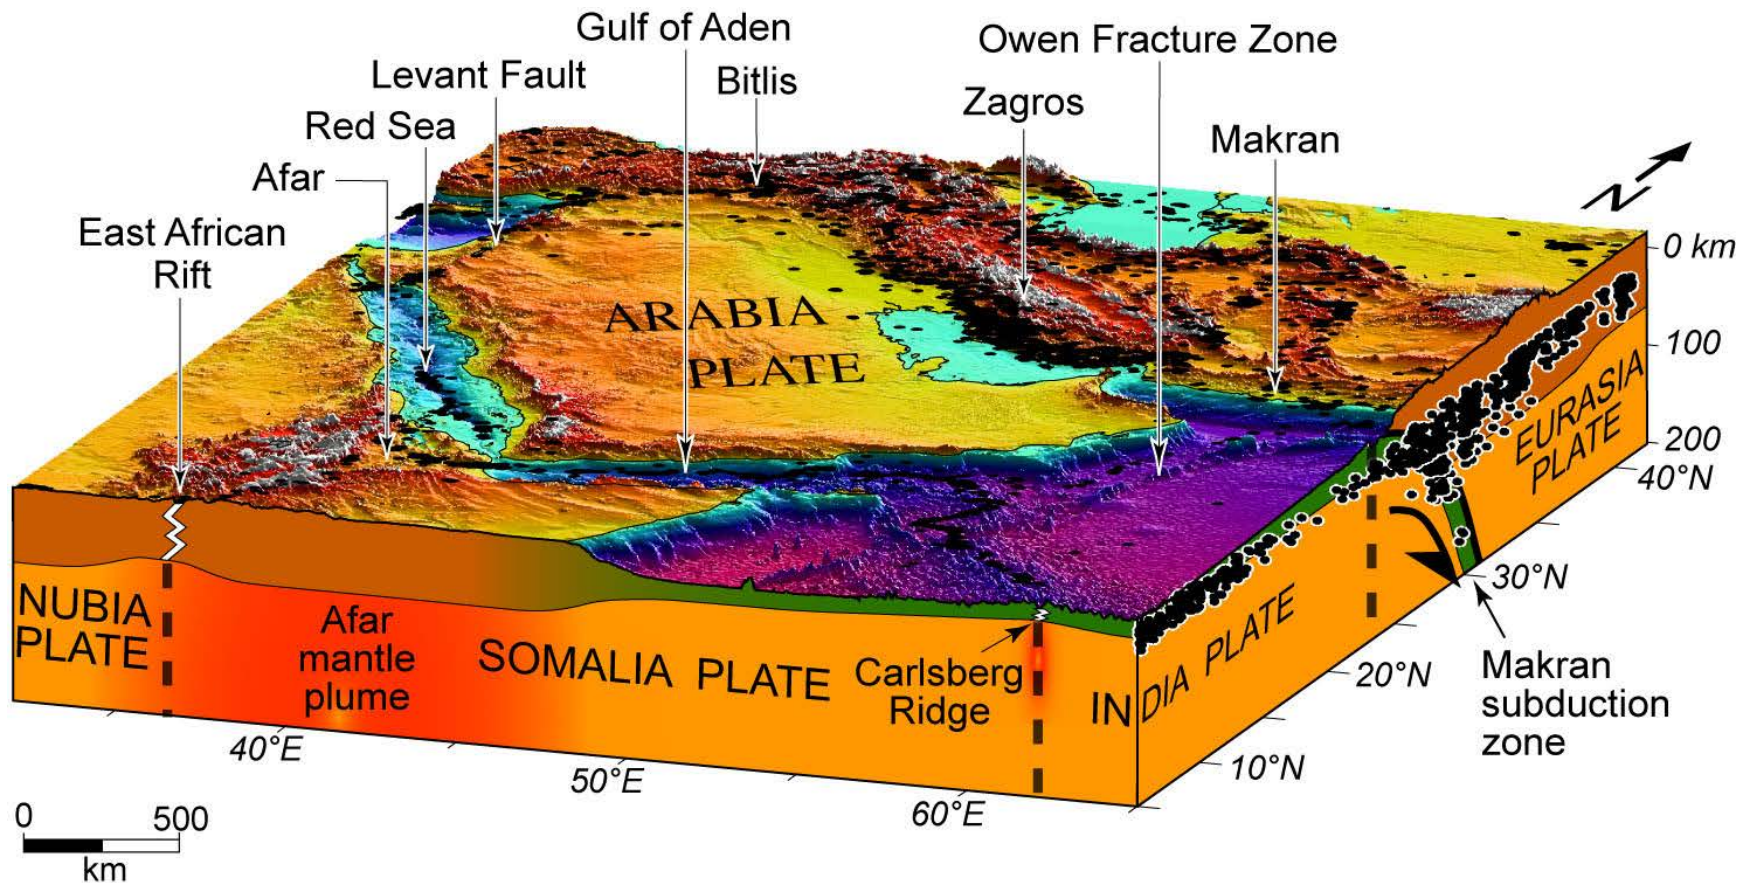 Gulf of Aden
Owen Fracture Zone
Levant Fault
Bitlis
Zagros
Red Sea
Makran
Afar
East African
Rift
N
0 km
100
200
ARABIA
PLATE
EURASIA
PLATE
40°N
30°N
20°N
10°N
NUBIA
PLATE
Afar
mantle
plume
SOMALIA PLATE
Carlsberg
Ridge
INDIA PLATE
Makran
subduction
zone
40°E
50°E
60°E
0 500
km